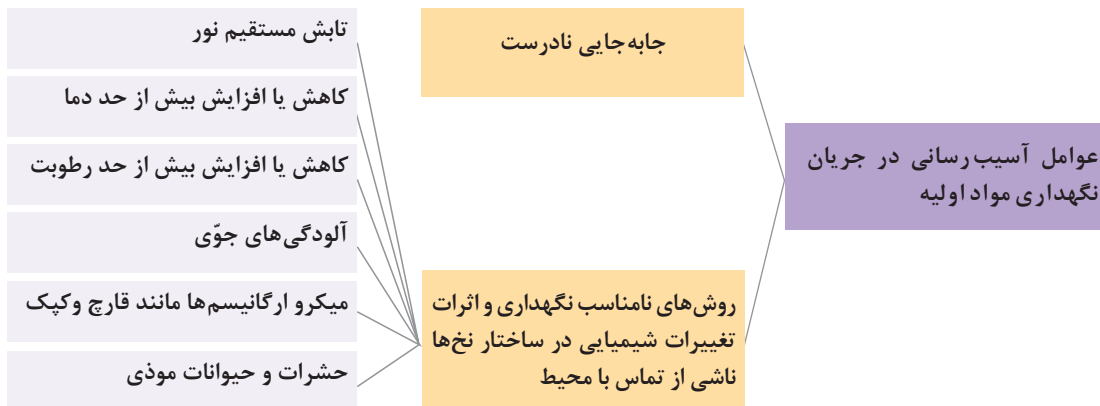 عوامل آسیب‌رسانی در جریان
نگهداری مواد اولیه
جابه‌جایی نادرست
روش‌های نامناسب نگهداری و اثرات
تغییرات شیمیایی در ساختار نخ‌ها
ناشی از تماس با محیط
تابش مستقیم نور
کاهش یا افزایش بیش از حد دما
کاهش یا افزایش بیش از حد رطوبت
آلودگی‌های جوّی
میکرو ارگانیسم‌ها مانند قارچ وکپک
حشرات و حیوانات موذی